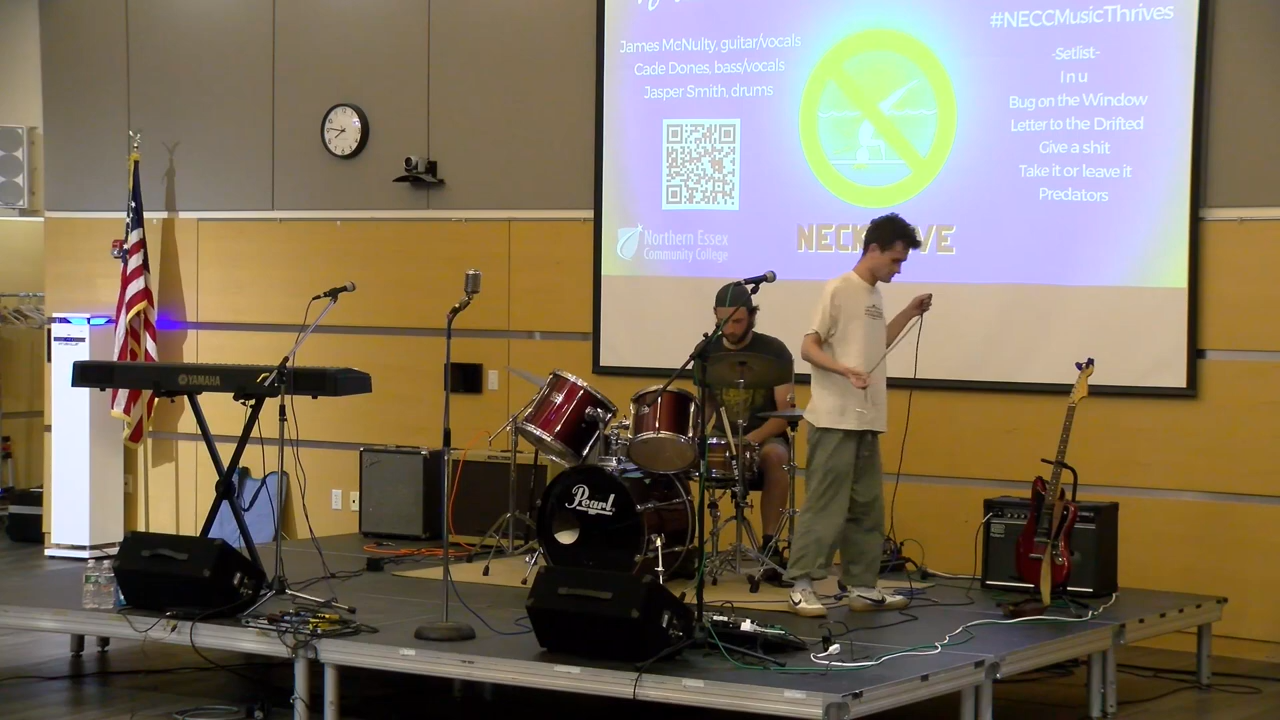 #NECCMusicThrives
James McNulty, guitar/vocals
Cade Dones, bass/vocals
Jasper Smith, drums
-Setlist-
Inu
Bug on the Window
Letter to the Drifted
Give a shit
Take it or leave it
Predators
Northern Essex
Community College
YAMAHA
Pearl